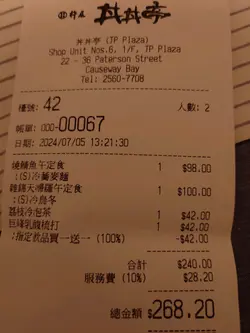 丼丼亭
丼丼亭 (TP Plaza)
Shop Unit Nos.6, 1/F, TP Plaza
22 - 36 Paterson Street
Causeway Bay
Tel: 2560-7708
檯號: 42 人數: 2
帳單: 000-00067
日期: 2024/07/05 13:21:30
燒鯖魚午定食 1 $98.00
:(S)冷蕎麥麵
雜錦天婦羅午定食 1 $100.00
:(S)冷烏冬
荔枝冷泡茶 1 $42.00
巨峰乳龍梳打 1 $42.00
:指定飲品買一送一 (100%) -$42.00
合計 $240.00
服務費 (10%) $28.20
總金額 $268.20